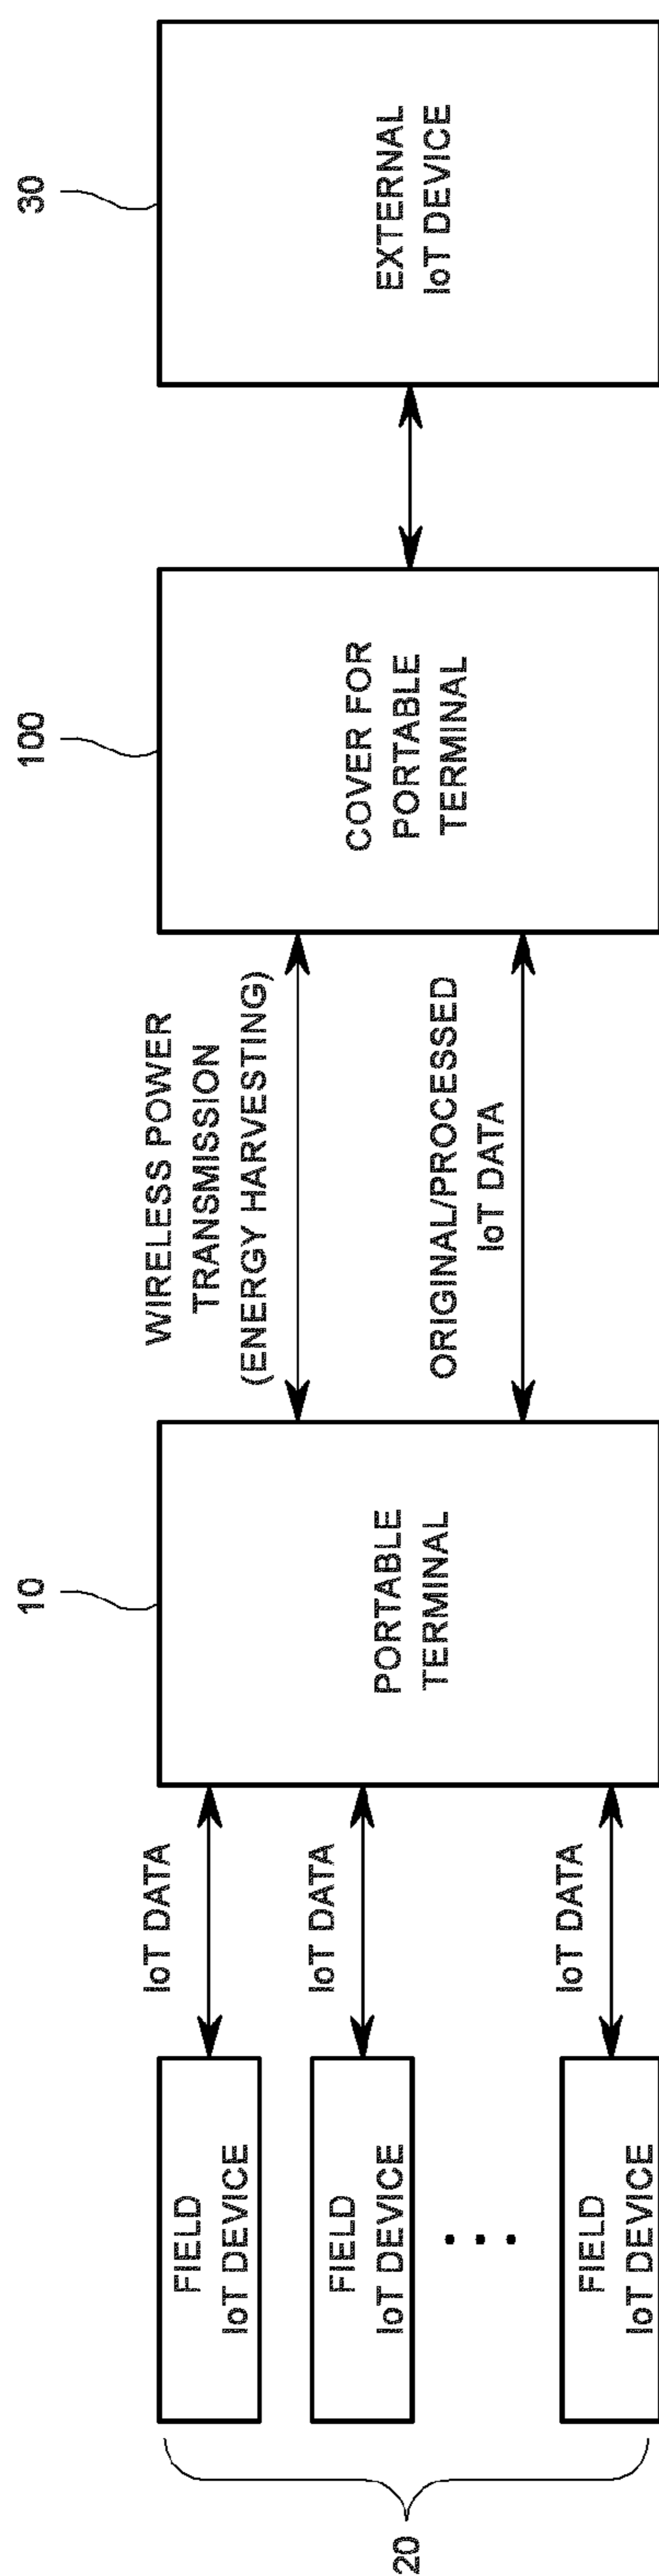 20
FIELD
IoT DEVICE
FIELD
IoT DEVICE
FIELD
IoT DEVICE
IoT DATA
IoT DATA
IoT DATA
10
PORTABLE
TERMINAL
WIRELESS POWER
TRANSMISSION
(ENERGY HARVESTING)
ORIGINAL/PROCESSED
IoT DATA
100
COVER FOR
PORTABLE
TERMINAL
30
EXTERNAL
IoT DEVICE